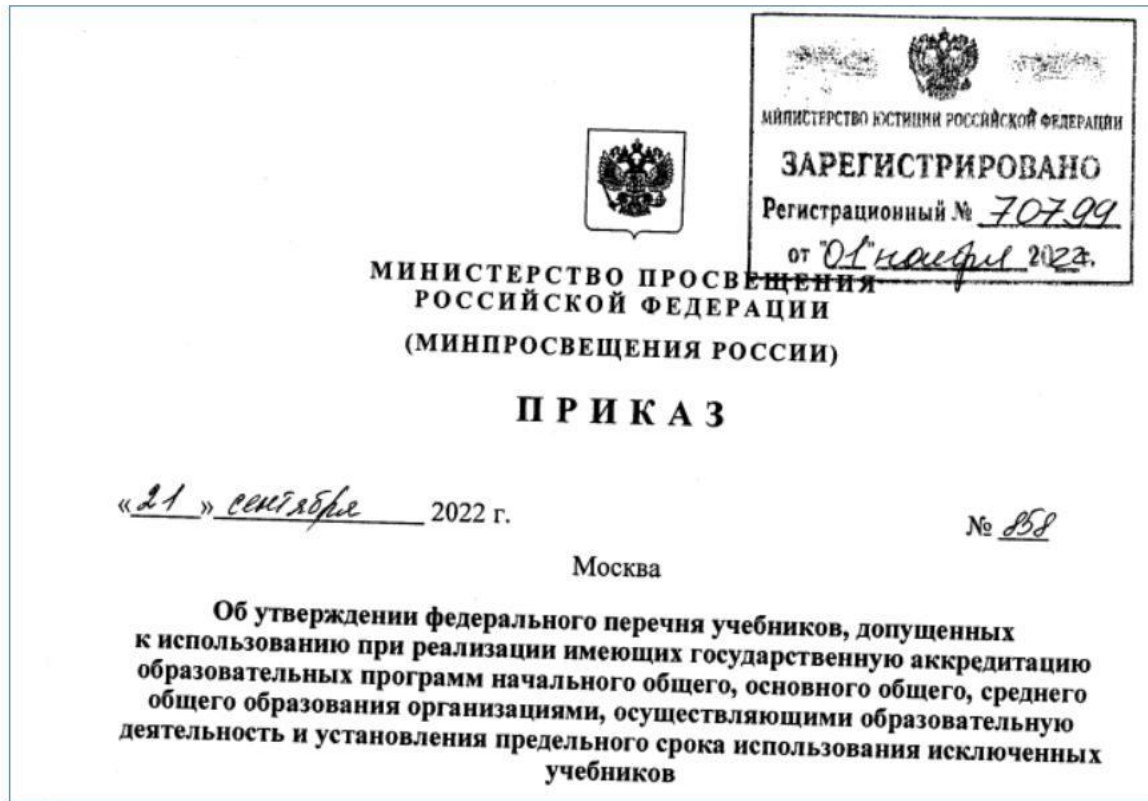 МИНИСТЕРСТВО ЮСТИЦИИ РОССИЙСКОЙ ФЕДЕРАЦИИ
ЗАРЕГИСТРИРОВАНО
Регистрационный № 70799
от "01" ноября 2022г.
МИНИСТЕРСТВО ПРОСВЕЩЕНИЯ
РОССИЙСКОЙ ФЕДЕРАЦИИ
(МИНПРОСВЕЩЕНИЯ РОССИИ)
ПРИКАЗ
«21» сентября 2022 г.
№ 858
Москва
Об утверждении федерального перечня учебников, допущенных
к использованию при реализации имеющих государственную аккредитацию
образовательных программ начального общего, основного общего, среднего
общего образования организациями, осуществляющими образовательную
деятельность и установления предельного срока использования исключенных
учебников